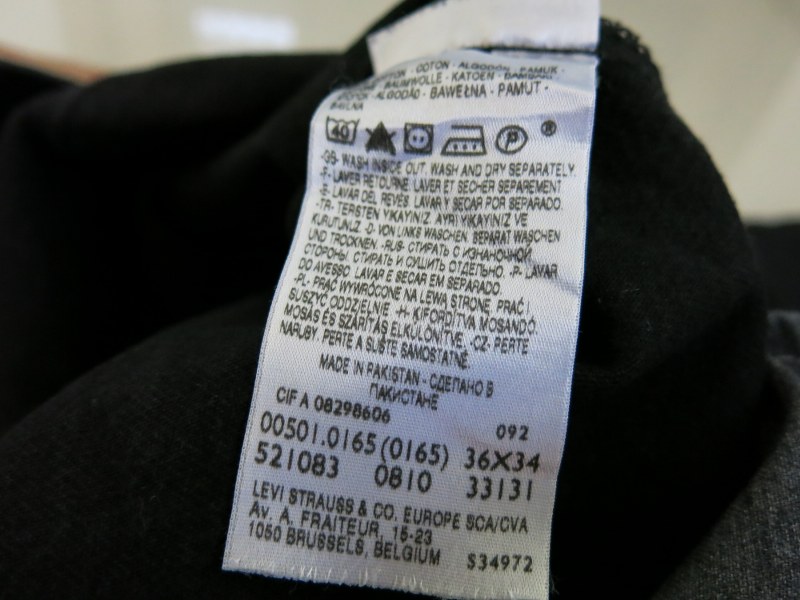 COTON - ALGODÓN - PAMUK -
BAUMWOLLE - KATOEN - BAMBAK
ALGODÃO - BAWEŁNA - PAMUT -
BAVLNA
40 P ®
-GB- WASH INSIDE OUT. WASH AND DRY SEPARATELY.
-F- LAVER RETOURNE. LAVER ET SECHER SEPAREMENT
-E- LAVAR DEL REVES. LAVAR Y SECAR POR SEPARADO.
-TR- TERSTEN YIKAYINIZ. AYRI YIKAYINIZ VE
KURUTUNUZ. -D- VON LINKS WASCHEN. SEPARAT WASCHEN
UND TROCKNEN -RUS- СТИРАТЬ С ИЗНАНОЧНОЙ
СТОРОНЫ. СТИРАТЬ И СУШИТЬ ОТДЕЛЬНО. -P- LAVAR
DO AVESSO. LAVAR E SECAR EM SEPARADO.
-PL- PRAĆ WYWRÓCONE NA LEWĄ STRONĘ. PRAĆ I
SUSZYĆ ODDZIELNIE -H- KIFORDÍTVA MOSANDÓ.
MOSÁS ÉS SZÁRÍTÁS ELKÜLÖNÍTVE. -CZ- PERTE
NARUBY. PERTE A SUŠTE SAMOSTATNĚ.
MADE IN PAKISTAN - СДЕЛАНО В
ПАКИСТАНЕ
CIF A 08298606
092
00501.0165 (0165) 36X34
521083 0810 33131
LEVI STRAUSS & CO. EUROPE SCA/CVA
Av. A. FRAITEUR, 15-23
1050 BRUSSELS, BELGIUM S34972